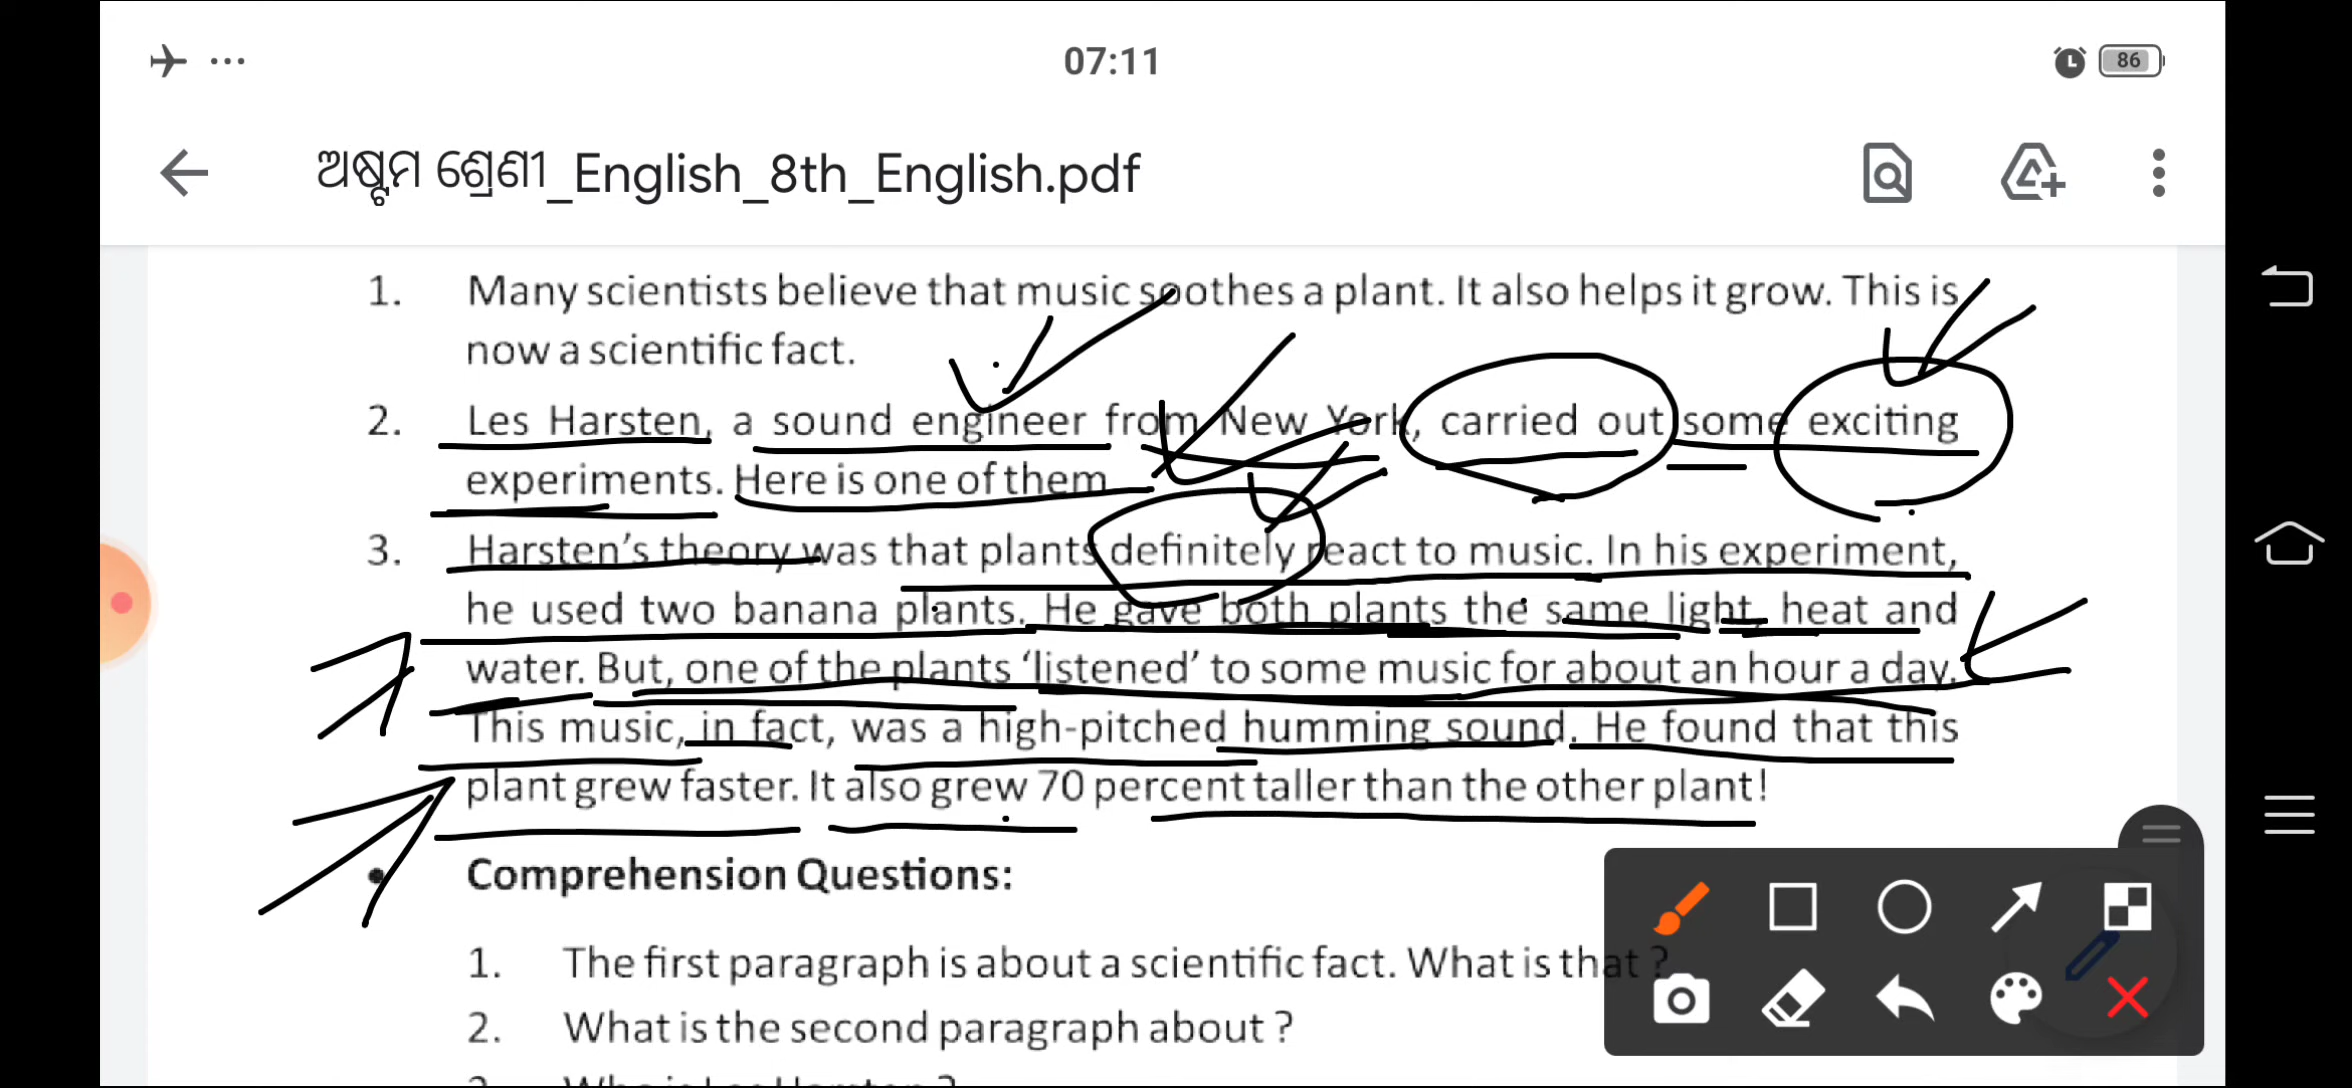 07:11
86
ଅଷ୍ଟମ ଶ୍ରେଣୀ_English_8th_English.pdf
1. Many scientists believe that music soothes a plant. It also helps it grow. This is
now a scientific fact.
2. Les Harsten, a sound engineer from New York, carried out some exciting
experiments. Here is one of them
3. Harsten's theory was that plants definitely react to music. In his experiment,
he used two banana plants. He gave both plants the same light, heat and
water. But, one of the plants ‘listened’ to some music for about an hour a day.
This music, in fact, was a high-pitched humming sound. He found that this
plant grew faster. It also grew 70 percent taller than the other plant!
• Comprehension Questions:
1. The first paragraph is about a scientific fact. What is that ?
2. What is the second paragraph about ?